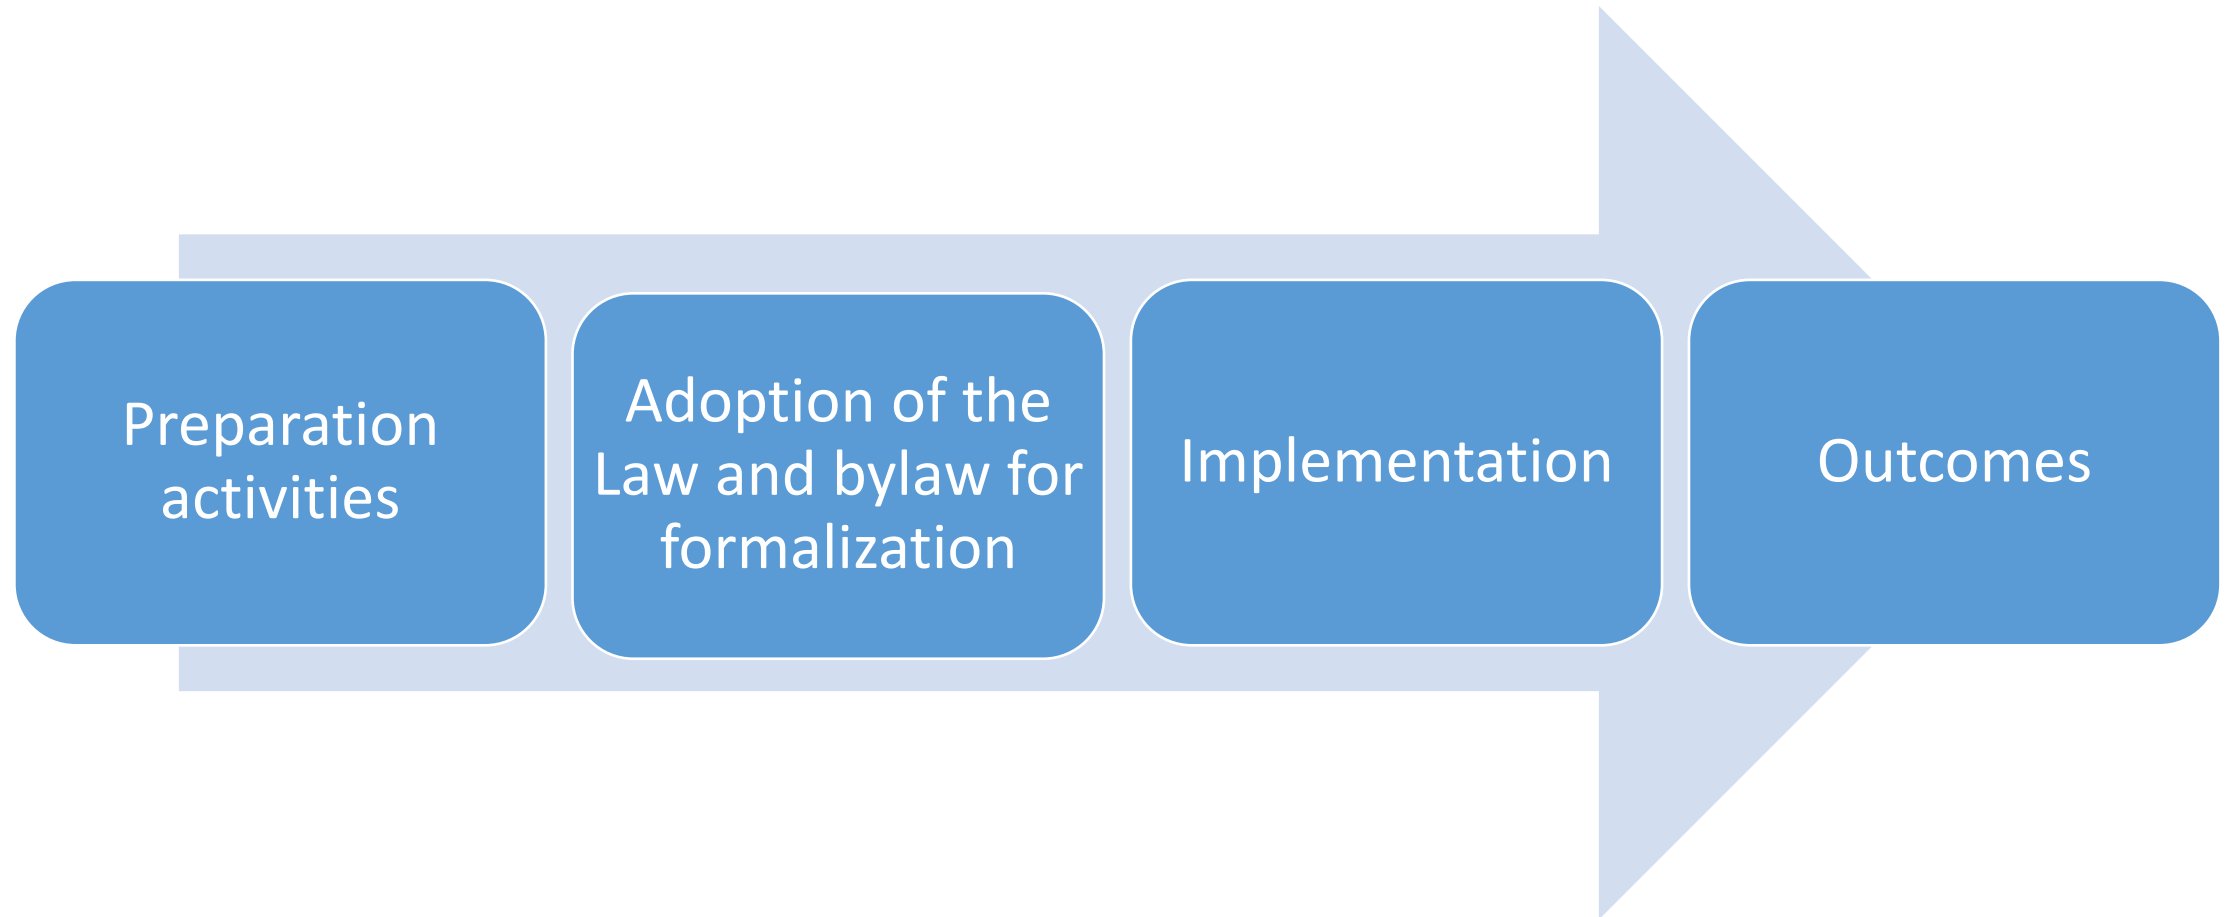 Preparation
activities
Adoption of the
Law and bylaw for
formalization
Implementation
Outcomes